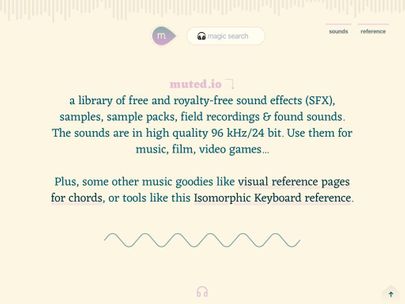 m.
magic search
sounds
reference
muted.io
a library of free and royalty-free sound effects (SFX),
samples, sample packs, field recordings & found sounds.
The sounds are in high quality 96 kHz/24 bit. Use them for
music, film, video games...
Plus, some other music goodies like visual reference pages
for chords, or tools like this Isomorphic Keyboard reference.